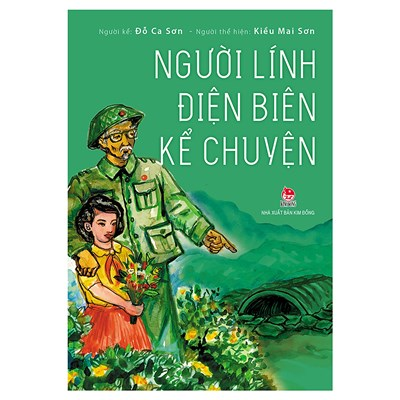 Người kể: Đỗ Ca Sơn - Người thể hiện: Kiều Mai Sơn
NGƯỜI LÍNH
ĐIỆN BIÊN
KỂ CHUYỆN
NHÀ XUẤT BẢN KIM ĐỒNG